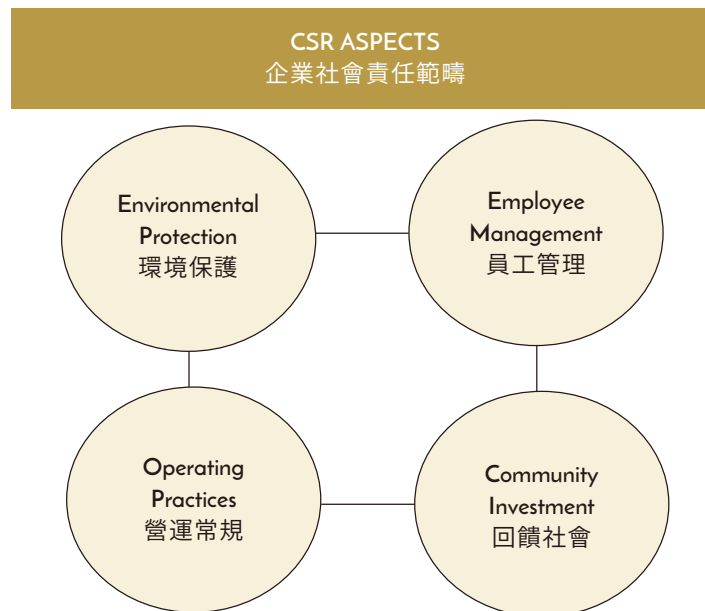 CSR ASPECTS
企業社會責任範疇
Environmental
Protection
環境保護
Employee
Management
員工管理
Operating
Practices
營運常規
Community
Investment
回饋社會